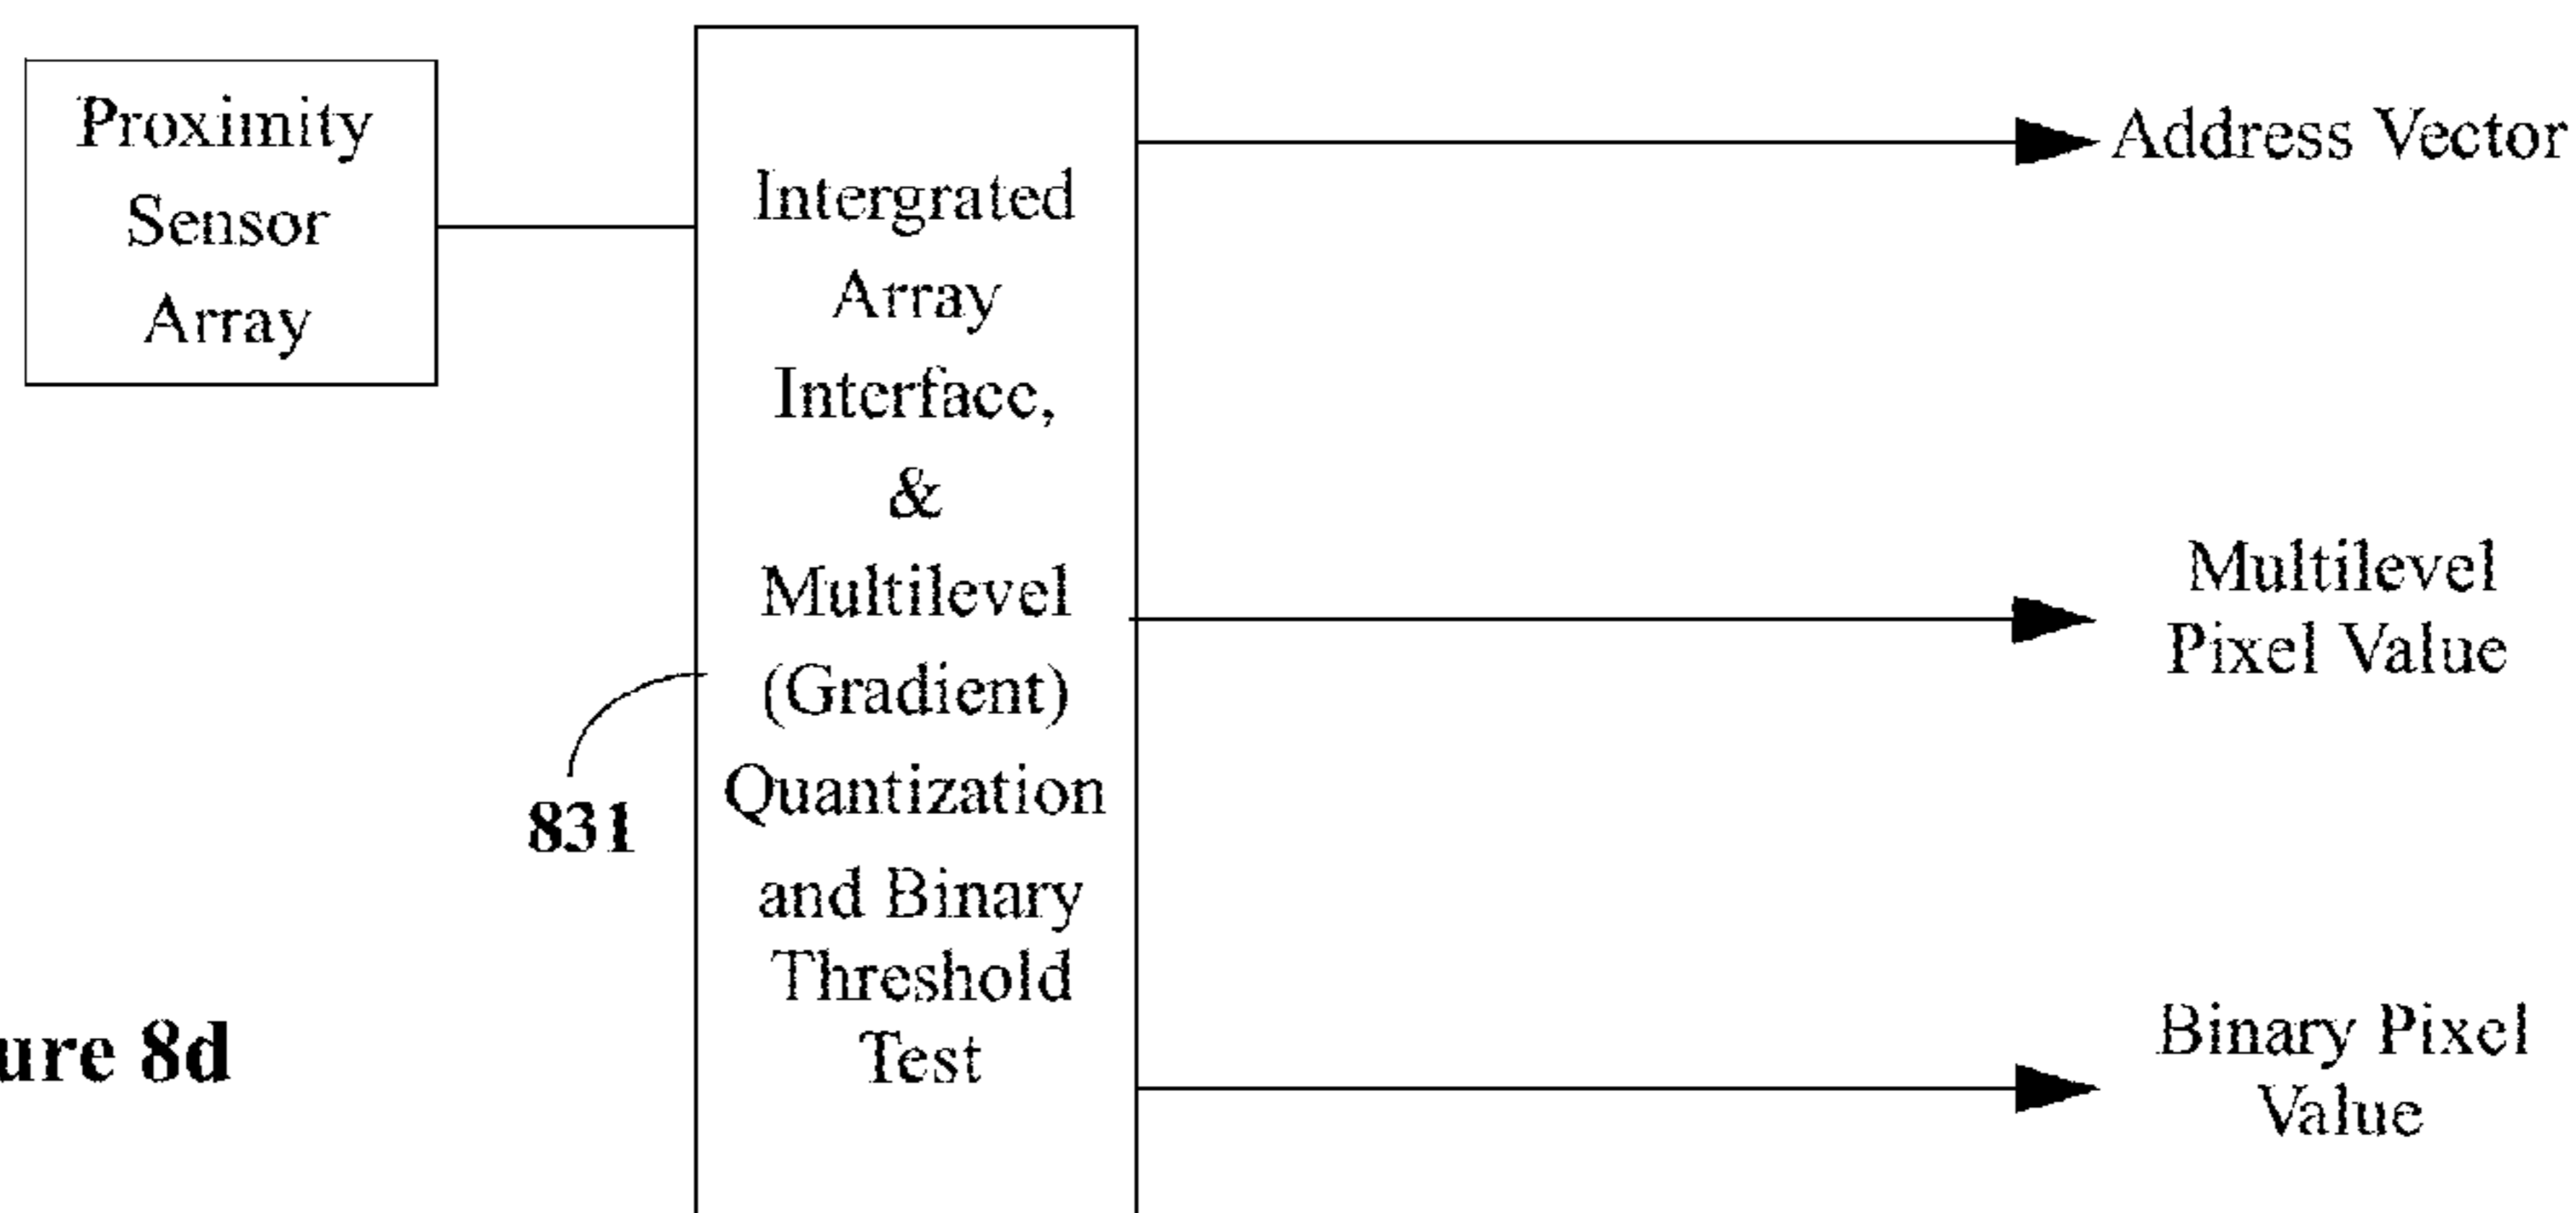 Proximity
Sensor
Array
Intergrated
Array
Interface,
&
Multilevel
(Gradient)
Quantization
and Binary
Threshold
Test
831
Address Vector
Multilevel
Pixel Value
Binary Pixel
Value
ure 8d